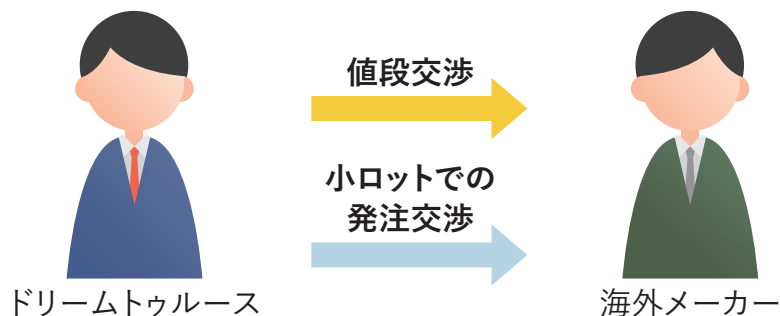 値段交渉
小ロットでの
発注交渉
ドリームトゥルース
海外メーカー